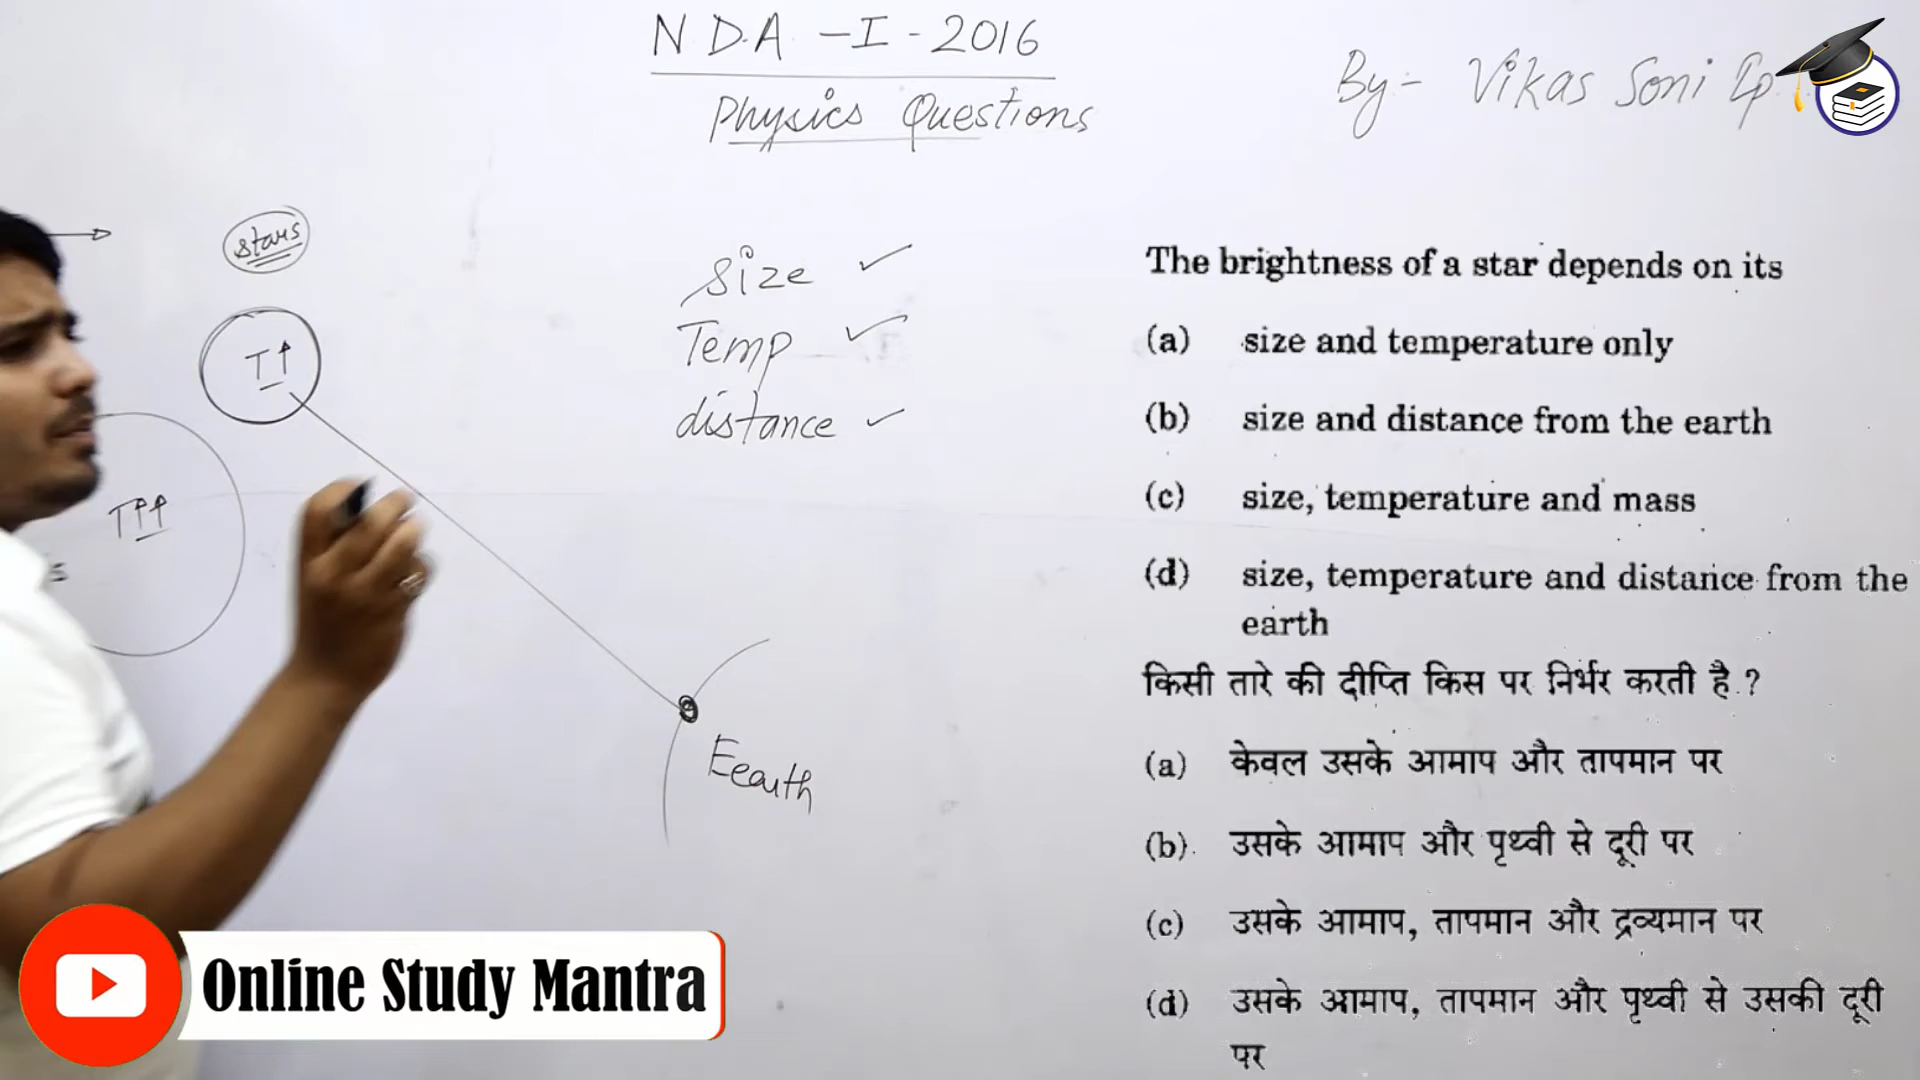 N D.A - I - 2016
Physics Questions
By:- Vikas Soni
stars
T↑
T↑↑
size ✓
Temp ✓
distance ✓
Eearth
The brightness of a star depends on its
(a) size and temperature only
(b) size and distance from the earth
(c) size, temperature and mass
(d) size, temperature and distance from the
earth
किसी तारे की दीप्ति किस पर निर्भर करती है ?
(a) केवल उसके आमाप और तापमान पर
(b) उसके आमाप और पृथ्वी से दूरी पर
(c) उसके आमाप, तापमान और द्रव्यमान पर
(d) उसके आमाप, तापमान और पृथ्वी से उसकी दूरी
पर
Online Study Mantra